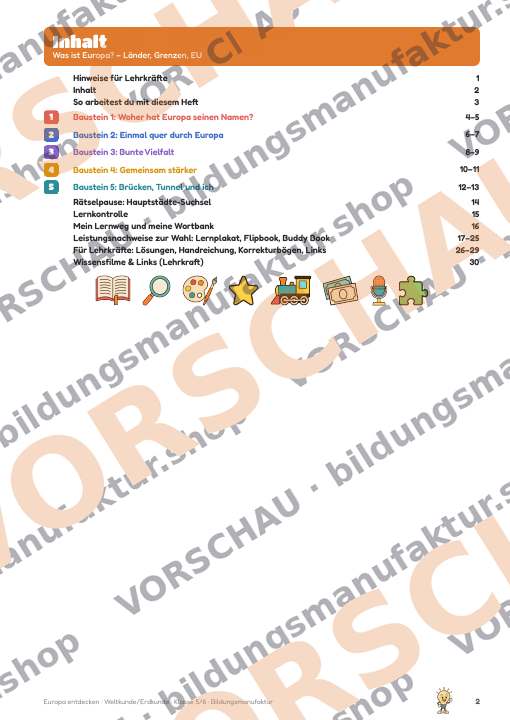 Inhalt
Was ist Europa? – Länder, Grenzen, EU
Hinweise für Lehrkräfte 1
Inhalt 2
So arbeitest du mit diesem Heft 3
1 Baustein 1: Woher hat Europa seinen Namen? 4–5
2 Baustein 2: Einmal quer durch Europa 6–7
3 Baustein 3: Bunte Vielfalt 8–9
4 Baustein 4: Gemeinsam stärker 10–11
5 Baustein 5: Brücken, Tunnel und ich 12–13
Rätselpause: Hauptstädte-Suchsel 14
Lernkontrolle 15
Mein Lernweg und meine Wortbank 16
Leistungsnachweise zur Wahl: Lernplakat, Flipbook, Buddy Book 17–25
Für Lehrkräfte: Lösungen, Handreichung, Korrekturbögen, Links 26–29
Wissensfilme & Links (Lehrkraft) 30
VORSCHAU · bildungsmanufaktur.shop
VORSCHAU
Europa entdecken · Weltkunde/Erdkunde · Klasse 5/6 · Bildungsmanufaktur 2